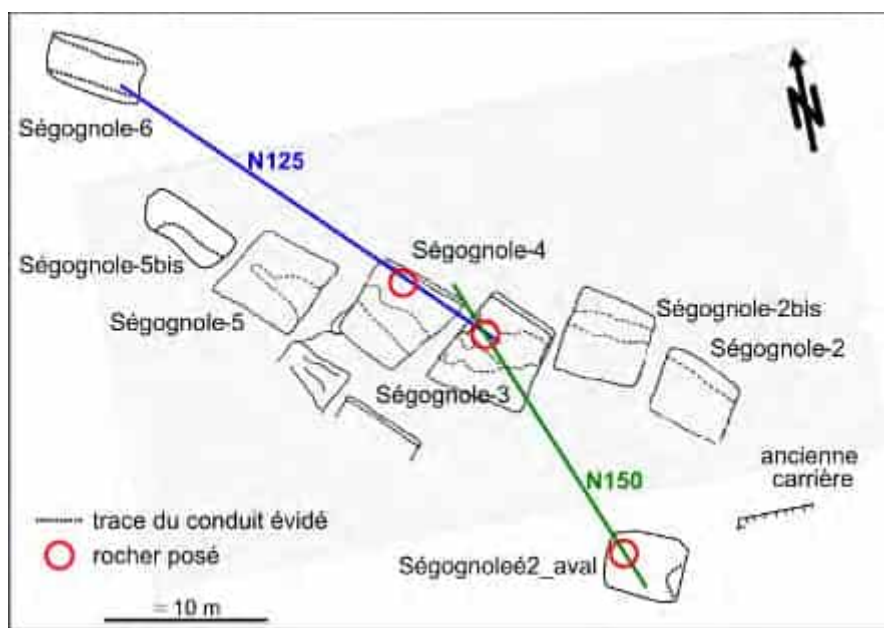 N
Ségognole-6
N125
Ségognole-4
Ségognole-5bis
Ségognole-5
Ségognole-2bis
Ségognole-2
Ségognole-3
ancienne
carrière
N150
trace du conduit évidé
rocher posé
Ségognoleé2_aval
= 10 m